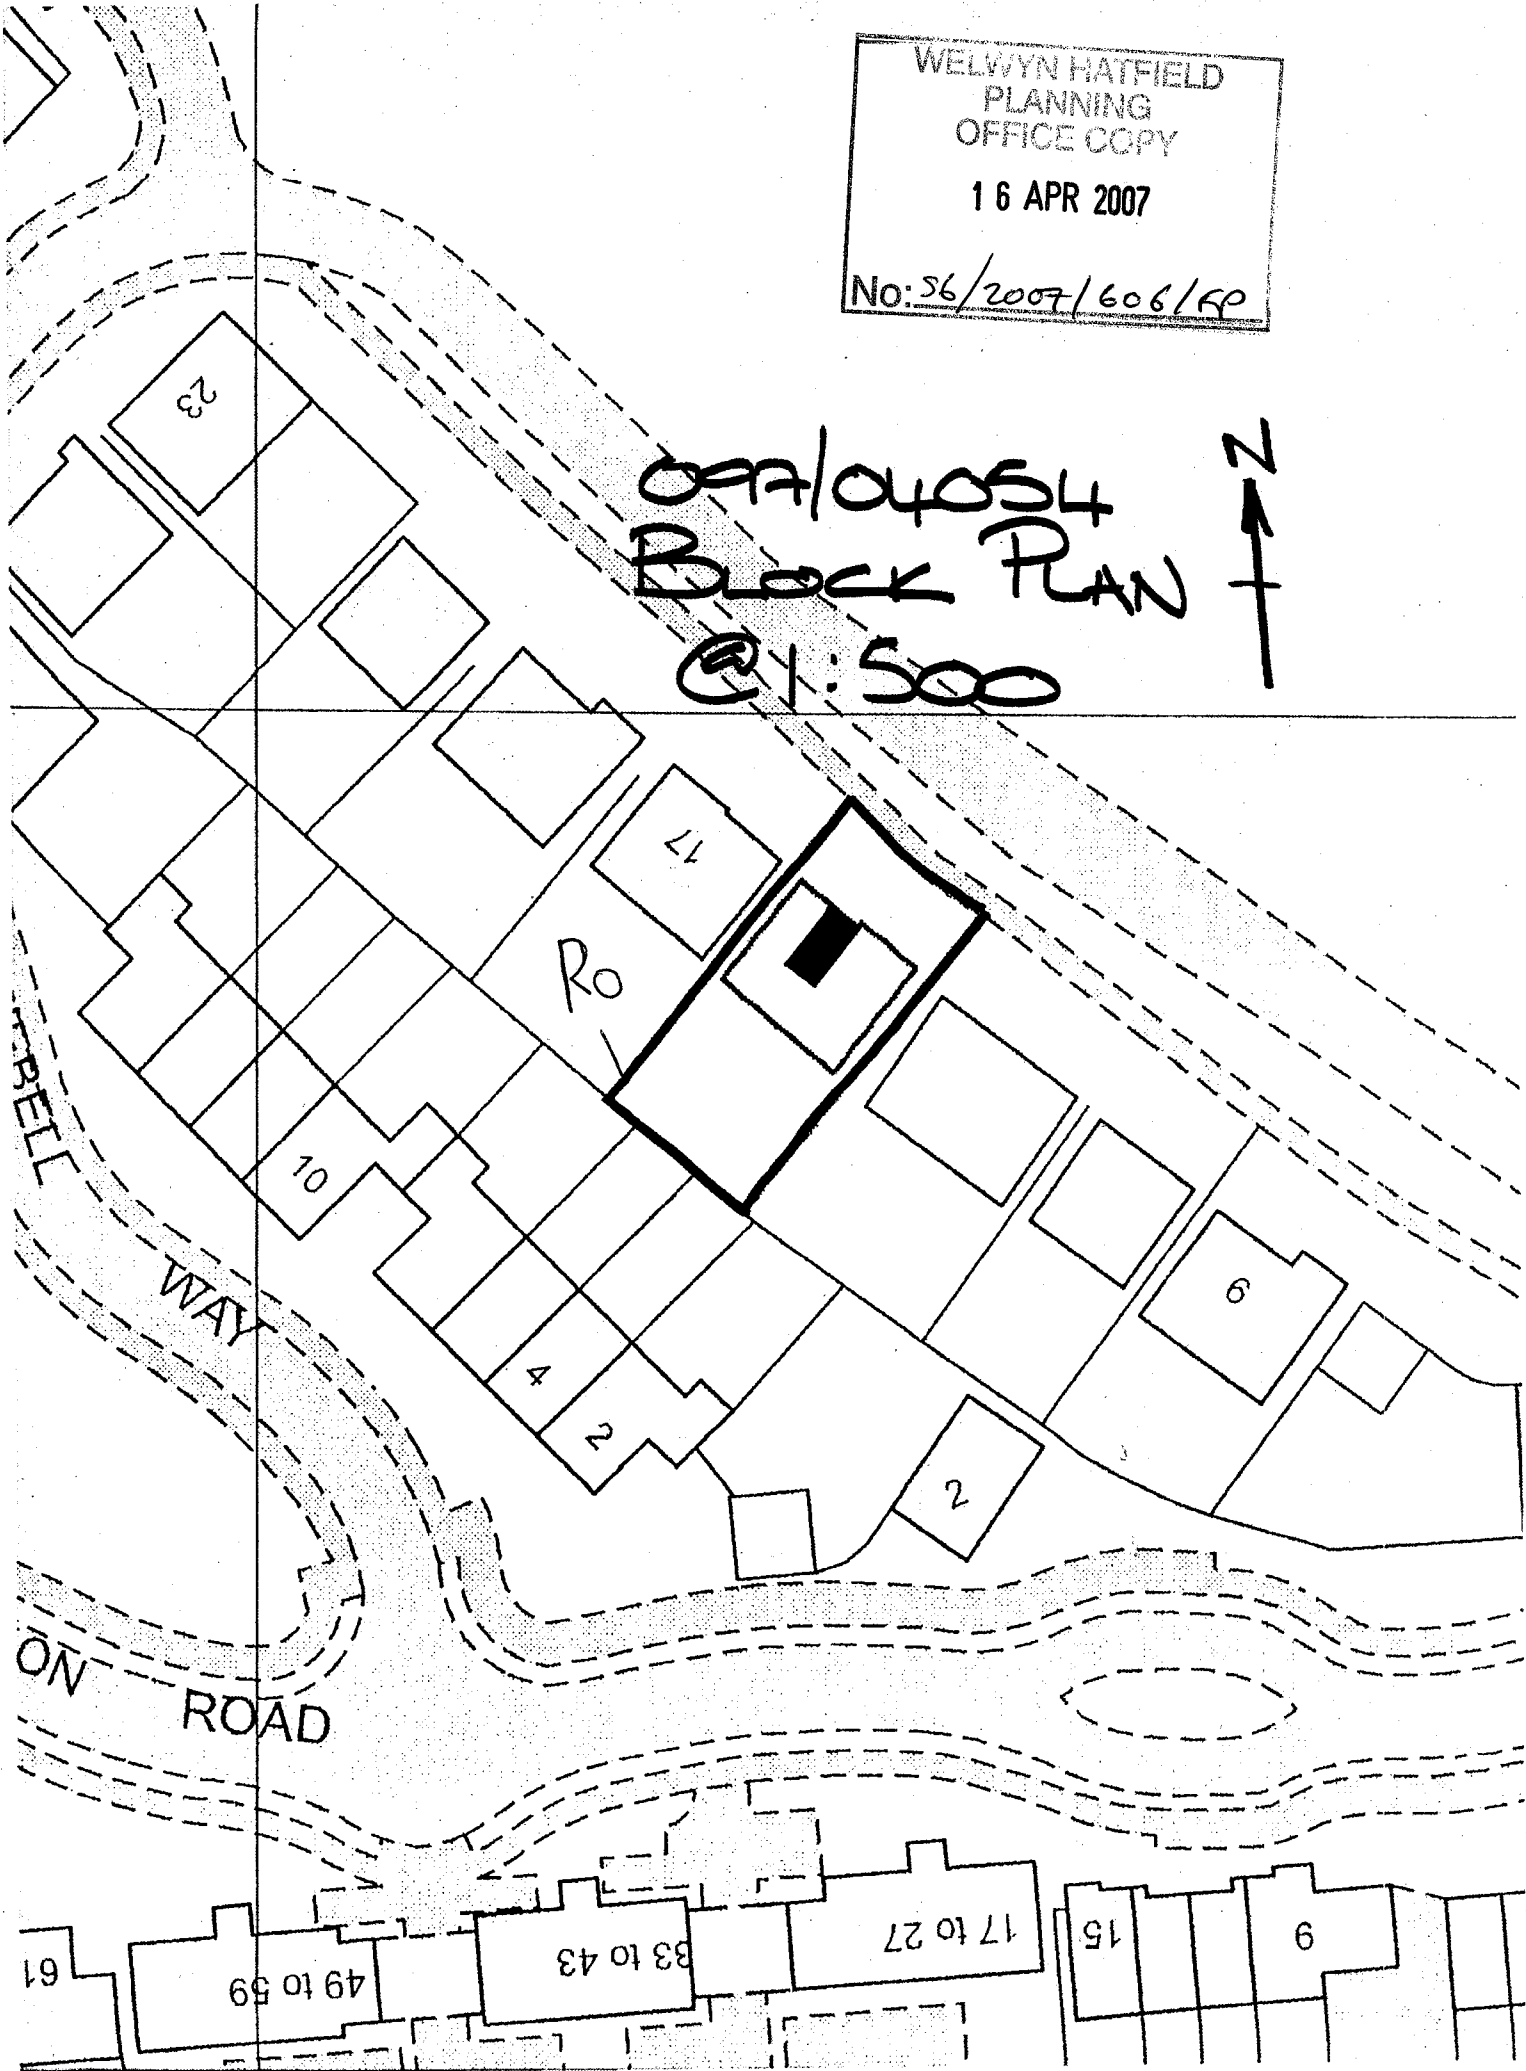 WELWYN HATFIELD
PLANNING
OFFICE COPY
16 APR 2007
No: S6/2007/606/FP
097/04054
BLOCK PLAN
@ 1:500
N
23
17
Ro
10
BELL
WAY
4
2
2
6
ON
ROAD
61
49 to 59
33 to 43
17 to 27
15
9